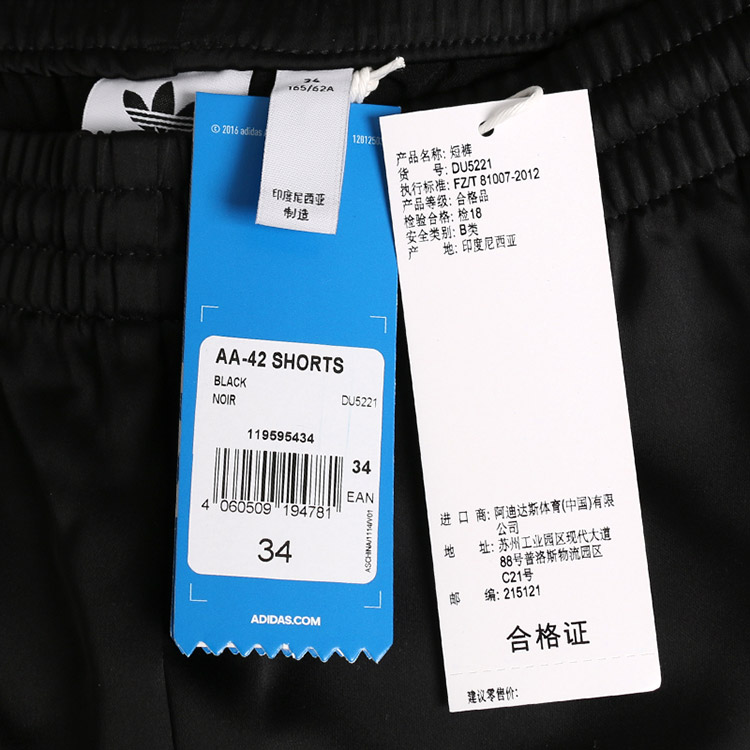 34
165/62A
印度尼西亚
制造
© 2016 adidas
AA-42 SHORTS
BLACK
NOIR
DU5221
119595434
34
EAN
4 060509 194781
34
ASCHINA/1114/V01
ADIDAS.COM
产品名称: 短裤
货 号: DU5221
执行标准: FZ/T 81007-2012
产品等级: 合格品
检验合格: 检18
安全类别: B类
产 地: 印度尼西亚
进 口 商: 阿迪达斯体育(中国)有限
公司
地 址: 苏州工业园区现代大道
88号普洛斯物流园区
C21号
邮 编: 215121
合格证
建议零售价: